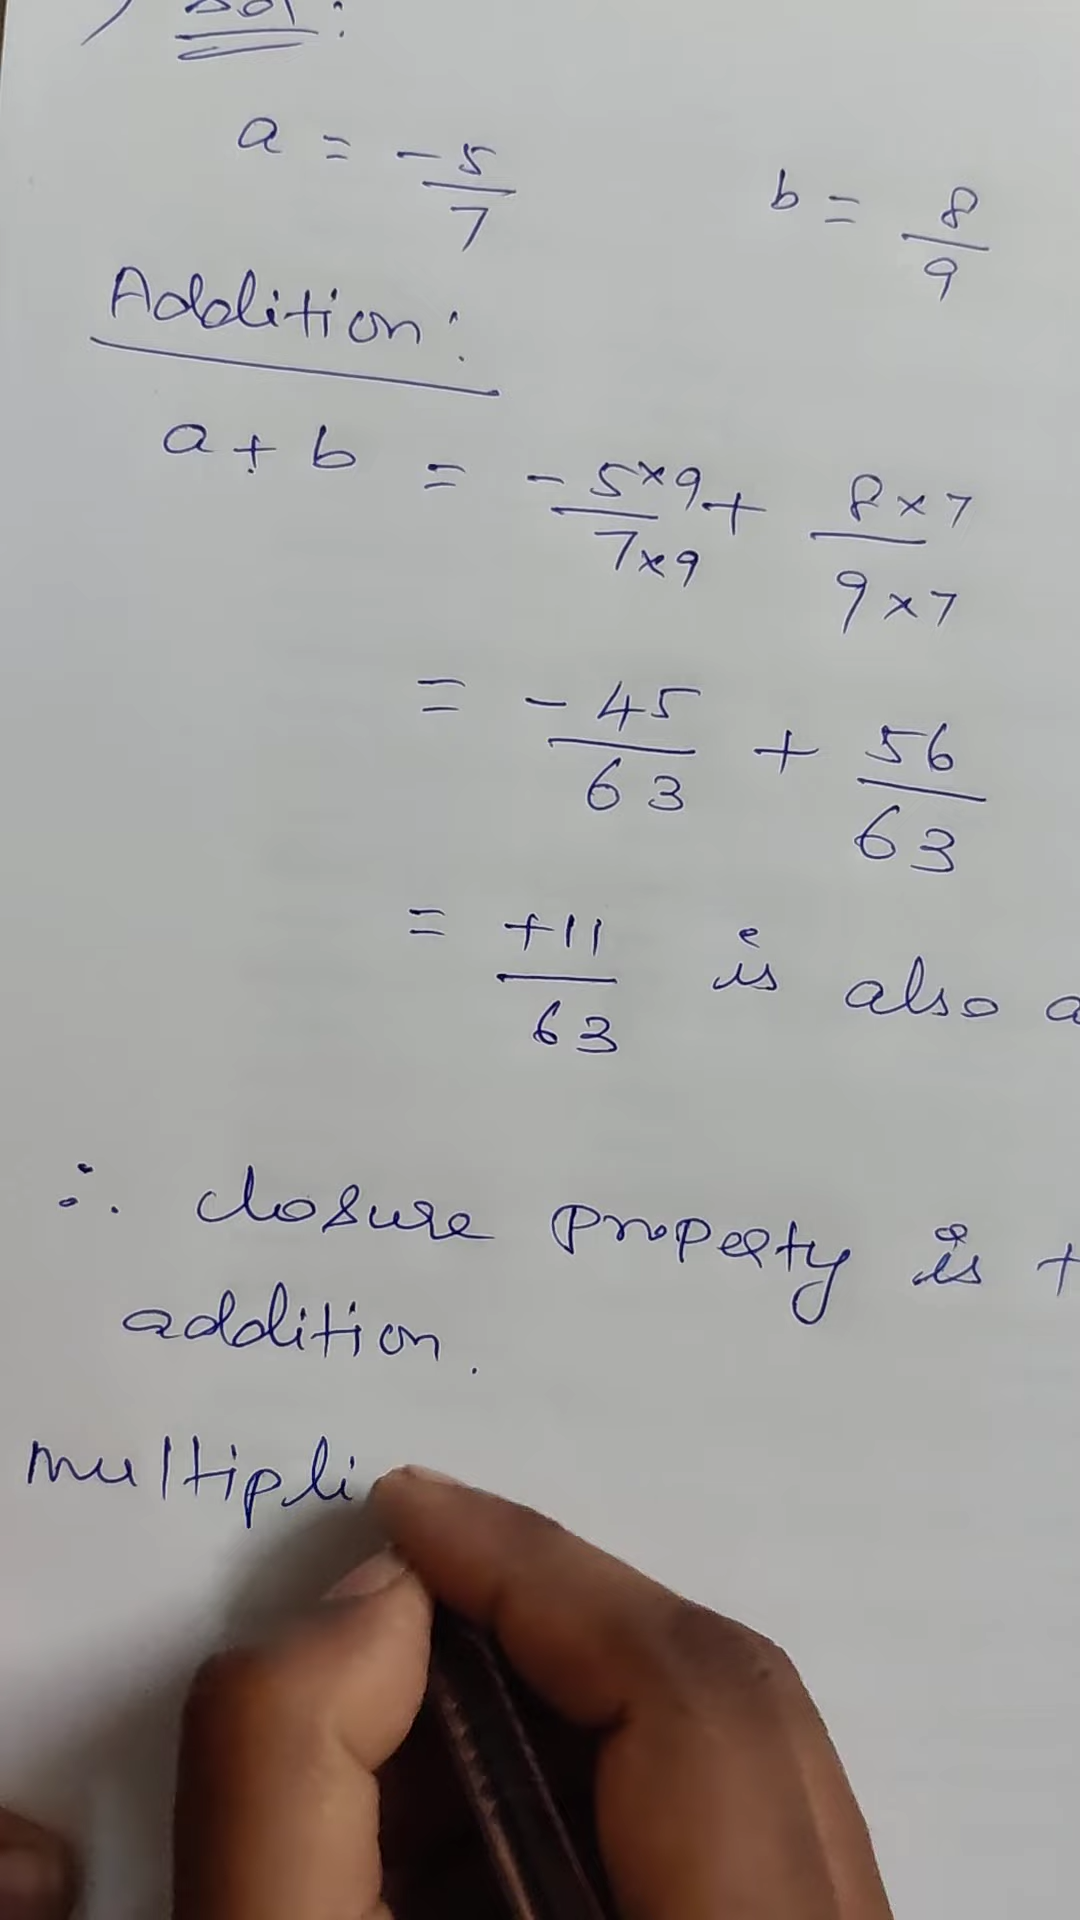 Sol:
a = -5/7   b = 8/9
Addition:
a + b = -5×9/7×9 + 8×7/9×7
= -45/63 + 56/63
= +11/63 is also a
∴ closure property is t
addition.
multipli